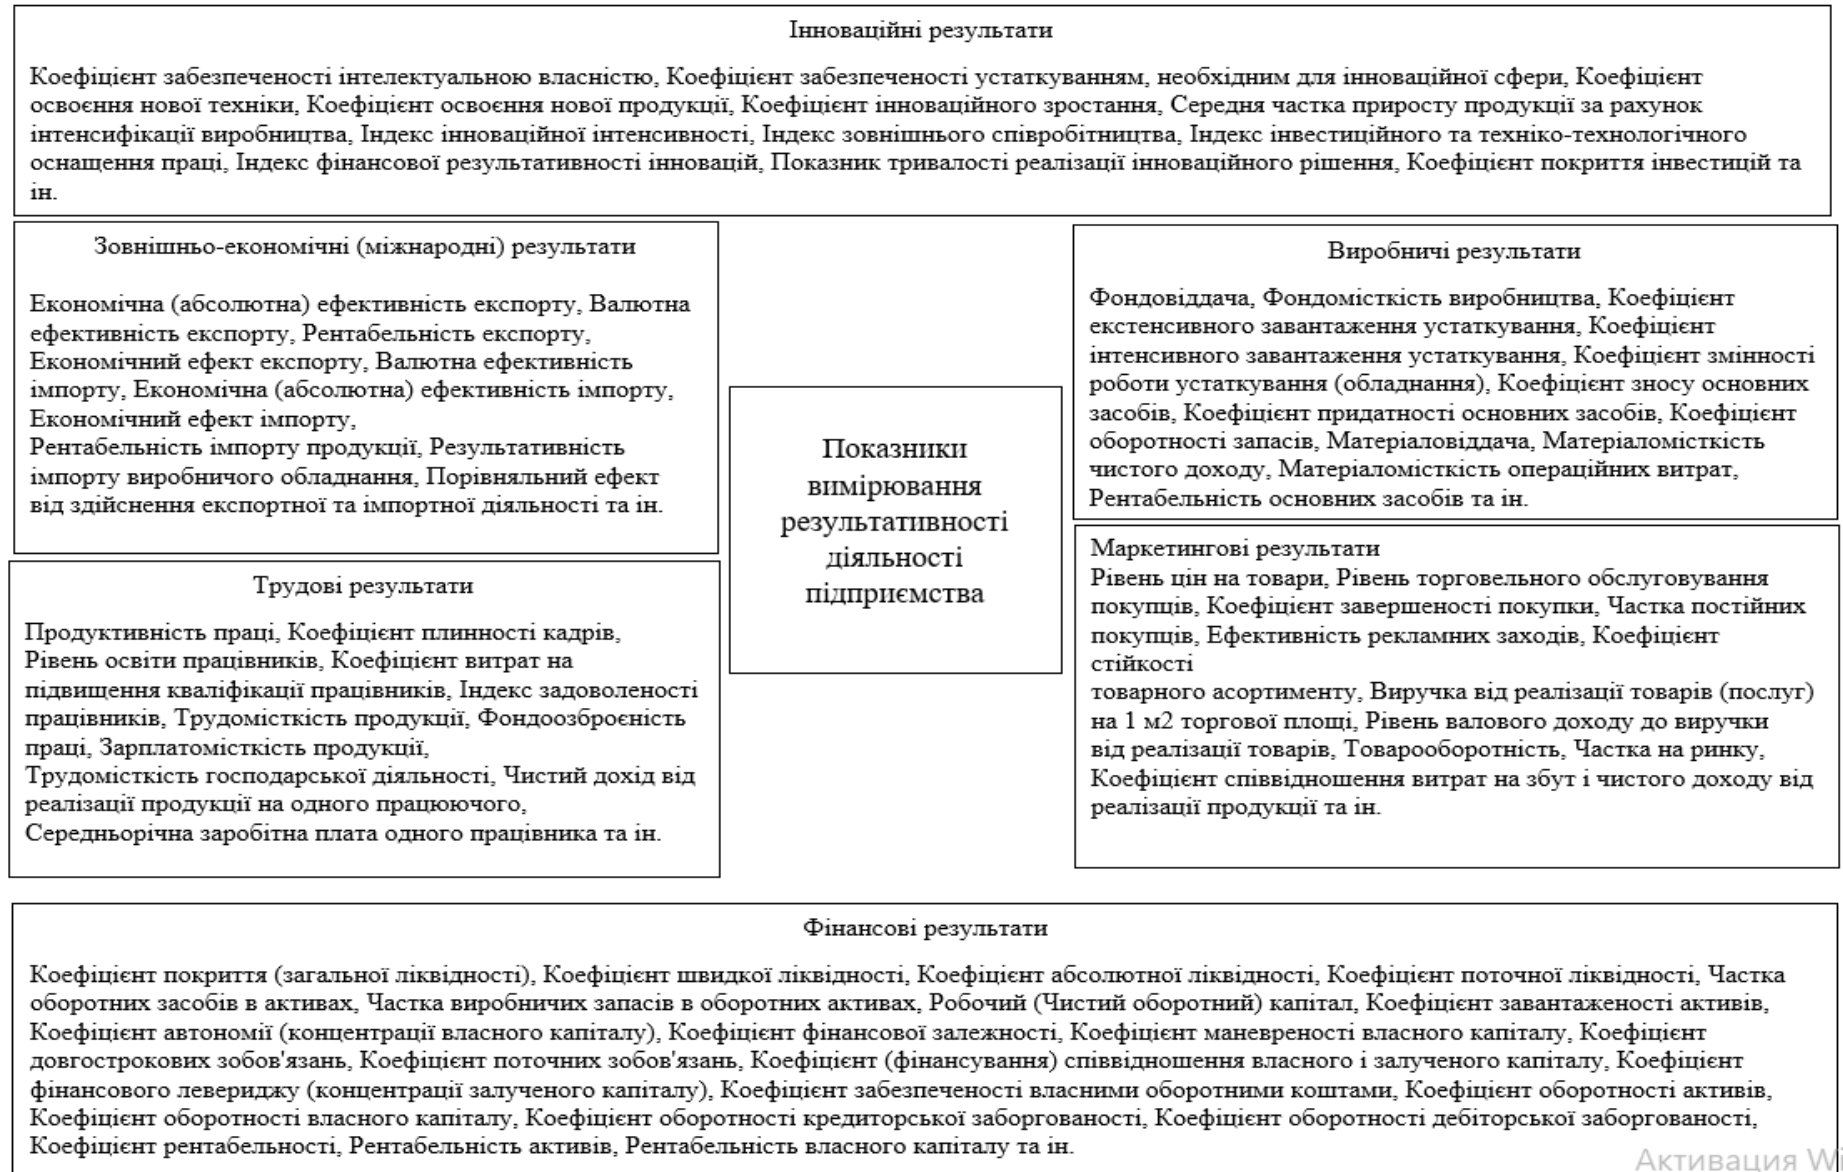 Інноваційні результати
Коефіцієнт забезпеченості інтелектуальною власністю, Коефіцієнт забезпеченості устаткуванням, необхідним для інноваційної сфери, Коефіцієнт
освоєння нової техніки, Коефіцієнт освоєння нової продукції, Коефіцієнт інноваційного зростання, Середня частка приросту продукції за рахунок
інтенсифікації виробництва, Індекс інноваційної інтенсивності, Індекс зовнішнього співробітництва, Індекс інвестиційного та техніко-технологічного
оснащення праці, Індекс фінансової результативності інновацій, Показник тривалості реалізації інноваційного рішення, Коефіцієнт покриття інвестицій та
ін.
Зовнішньо-економічні (міжнародні) результати
Економічна (абсолютна) ефективність експорту, Валютна
ефективність експорту, Рентабельність експорту,
Економічний ефект експорту, Валютна ефективність
імпорту, Економічна (абсолютна) ефективність імпорту,
Економічний ефект імпорту,
Рентабельність імпорту продукції, Результативність
імпорту виробничого обладнання, Порівняльний ефект
від здійснення експортної та імпортної діяльності та ін.
Трудові результати
Продуктивність праці, Коефіцієнт плинності кадрів,
Рівень освіти працівників, Коефіцієнт витрат на
підвищення кваліфікації працівників, Індекс задоволеності
працівників, Трудомісткість продукції, Фондоозброєність
праці, Зарплатомісткість продукції,
Трудомісткість господарської діяльності, Чистий дохід від
реалізації продукції на одного працюючого,
Середньорічна заробітна плата одного працівника та ін.
Показники
вимірювання
результативності
діяльності
підприємства
Виробничі результати
Фондовіддача, Фондомісткість виробництва, Коефіцієнт
екстенсивного завантаження устаткування, Коефіцієнт
інтенсивного завантаження устаткування, Коефіцієнт змінності
роботи устаткування (обладнання), Коефіцієнт зносу основних
засобів, Коефіцієнт придатності основних засобів, Коефіцієнт
оборотності запасів, Матеріаловіддача, Матеріаломісткість
чистого доходу, Матеріаломісткість операційних витрат,
Рентабельність основних засобів та ін.
Маркетингові результати
Рівень цін на товари, Рівень торговельного обслуговування
покупців, Коефіцієнт завершеності покупки, Частка постійних
покупців, Ефективність рекламних заходів, Коефіцієнт
стійкості
товарного асортименту, Виручка від реалізації товарів (послуг)
на 1 м2 торгової площі, Рівень валового доходу до виручки
від реалізації товарів, Товарооборотність, Частка на ринку,
Коефіцієнт співвідношення витрат на збут і чистого доходу від
реалізації продукції та ін.
Фінансові результати
Коефіцієнт покриття (загальної ліквідності), Коефіцієнт швидкої ліквідності, Коефіцієнт абсолютної ліквідності, Коефіцієнт поточної ліквідності, Частка
оборотних засобів в активах, Частка виробничих запасів в оборотних активах, Робочий (Чистий оборотний) капітал, Коефіцієнт завантаженості активів,
Коефіцієнт автономії (концентрації власного капіталу), Коефіцієнт фінансової залежності, Коефіцієнт маневреності власного капіталу, Коефіцієнт
довгострокових зобов'язань, Коефіцієнт поточних зобов'язань, Коефіцієнт (фінансування) співвідношення власного і залученого капіталу, Коефіцієнт
фінансового левериджу (концентрації залученого капіталу), Коефіцієнт забезпеченості власними оборотними коштами, Коефіцієнт оборотності активів,
Коефіцієнт оборотності власного капіталу, Коефіцієнт оборотності кредиторської заборгованості, Коефіцієнт оборотності дебіторської заборгованості,
Коефіцієнт рентабельності, Рентабельність активів, Рентабельність власного капіталу та ін.
Активация Wi